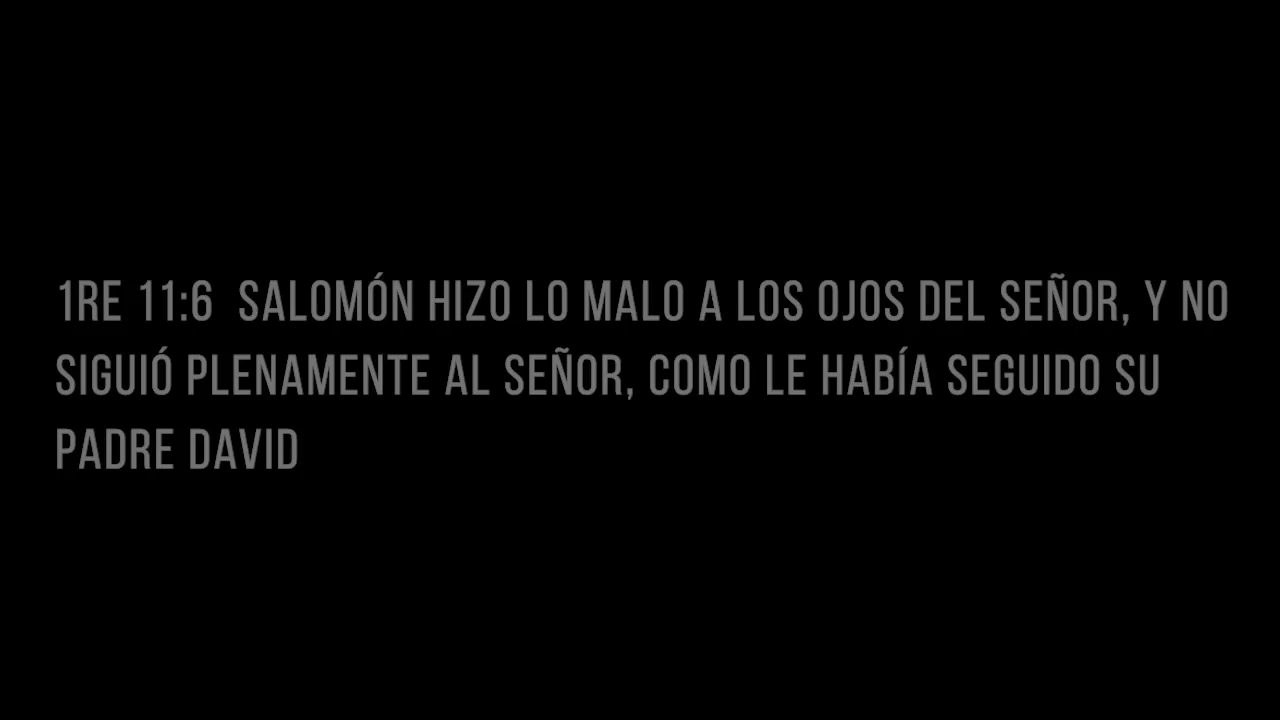 1RE 11:6 SALOMÓN HIZO LO MALO A LOS OJOS DEL SEÑOR, Y NO
SIGUIÓ PLENAMENTE AL SEÑOR, COMO LE HABÍA SEGUIDO SU
PADRE DAVID